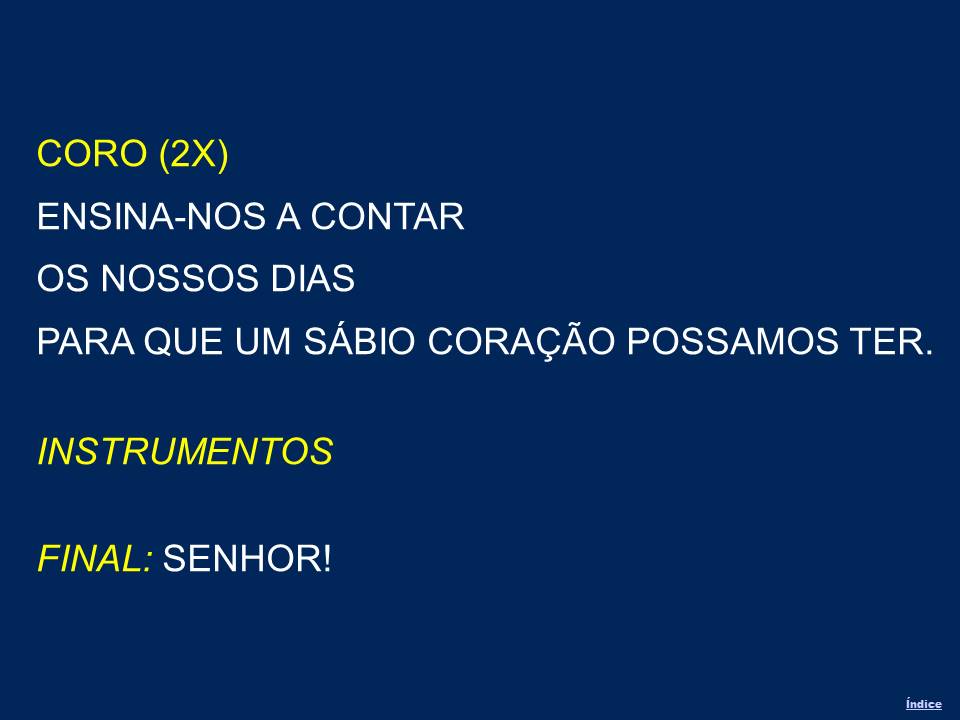 CORO (2X)
ENSINA-NOS A CONTAR
OS NOSSOS DIAS
PARA QUE UM SÁBIO CORAÇÃO POSSAMOS TER.
INSTRUMENTOS
FINAL: SENHOR!
Índice